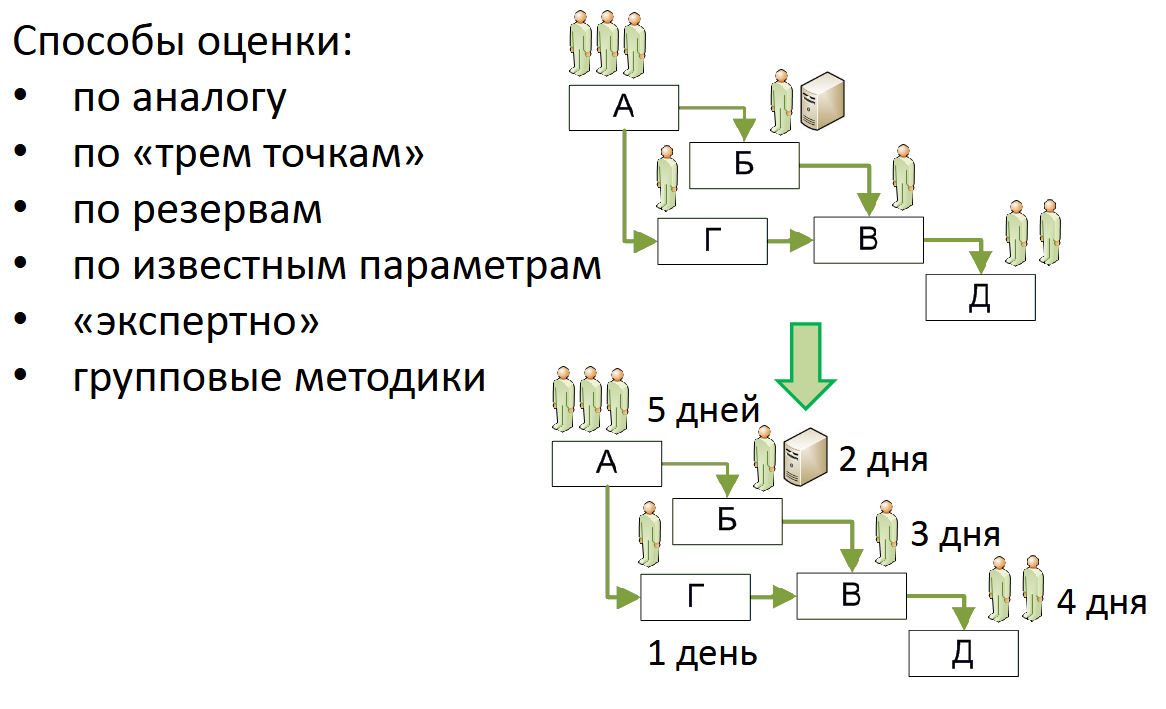 Способы оценки:
• по аналогу
• по «трем точкам»
• по резервам
• по известным параметрам
• «экспертно»
• групповые методики
А
Б
Г
В
Д
5 дней
А
2 дня
Б
3 дня
Г
В
4 дня
1 день
Д